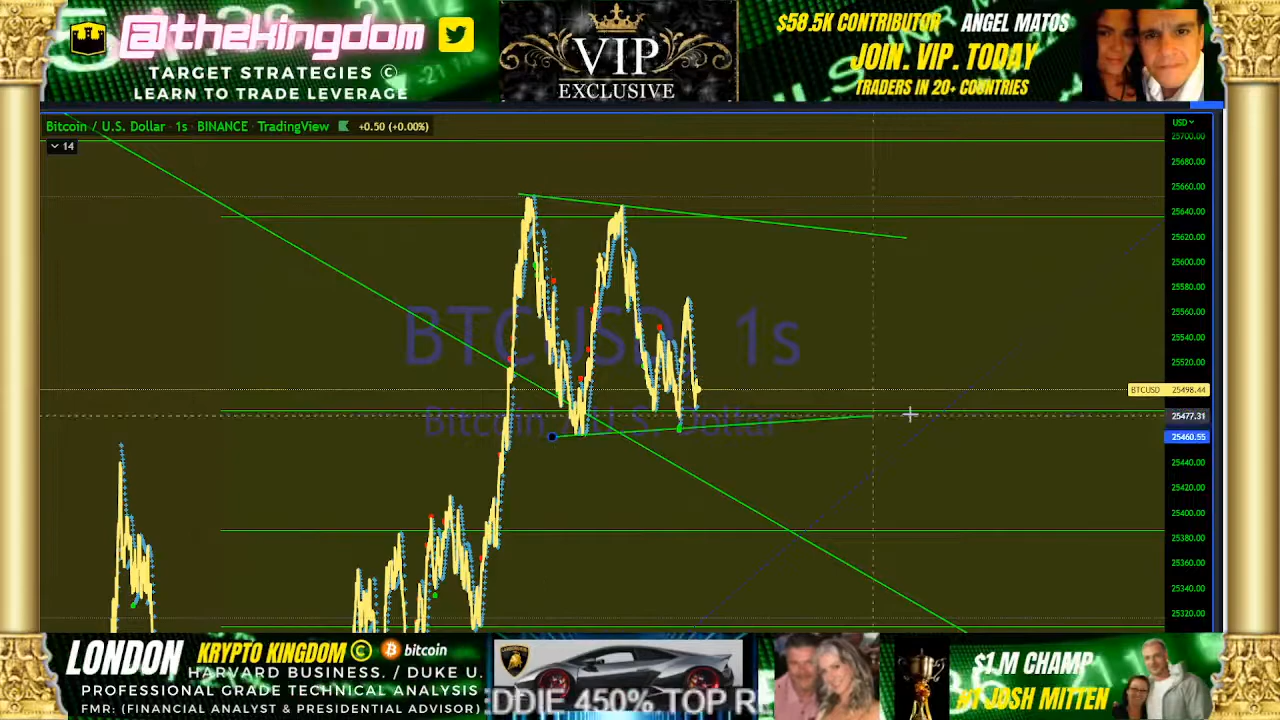 @thekingdom
TARGET STRATEGIES ©
LEARN TO TRADE LEVERAGE
VIP
EXCLUSIVE
$58.5K CONTRIBUTOR ANGEL MATOS
JOIN. VIP. TODAY
TRADERS IN 20+ COUNTRIES
Bitcoin / U.S. Dollar · 1s · BINANCE · TradingView +0.50 (+0.00%)
14
USD
25700.00
25680.00
25660.00
25640.00
25620.00
25600.00
25580.00
25560.00
25540.00
25520.00
BTCUSD 25498.44
25477.31
25460.55
25440.00
25420.00
25400.00
25380.00
25360.00
25340.00
25320.00
BTCUSD, 1s
Bitcoin / U.S. Dollar
LONDON KRYPTO KINGDOM © bitcoin
HARVARD BUSINESS. / DUKE U.
PROFESSIONAL GRADE TECHNICAL ANALYSIS
FMR: (FINANCIAL ANALYST & PRESIDENTIAL ADVISOR)
EDDIE 450% TOP
$1.M CHAMP
JOSH MITTEN